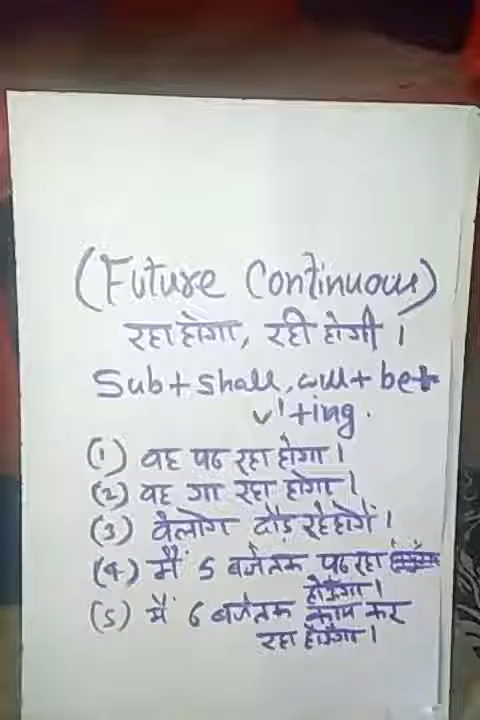 (Future Continuous)
रहा होगा, रही होगी ।
Sub + shall, will + be +
v¹ + ing.
(1) वह पढ रहा होगा ।
(2) वह गा रहा होगा ।
(3) वेलोग दौड़ रहे होगें ।
(4) मैं 5 बजे तक पढ रहा
होऊँगा ।
(5) मैं 6 बजे तक काम कर
रहा होऊँगा ।